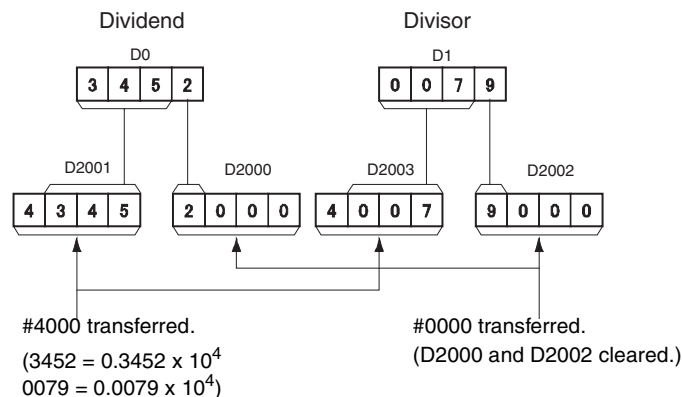 Dividend Divisor
D0 D1
3 4 5 2 0 0 7 9
D2001 D2000 D2003 D2002
4 3 4 5 2 0 0 0 4 0 0 7 9 0 0 0
#4000 transferred. #0000 transferred.
(3452 = 0.3452 x 10⁴ (D2000 and D2002 cleared.)
0079 = 0.0079 x 10⁴)